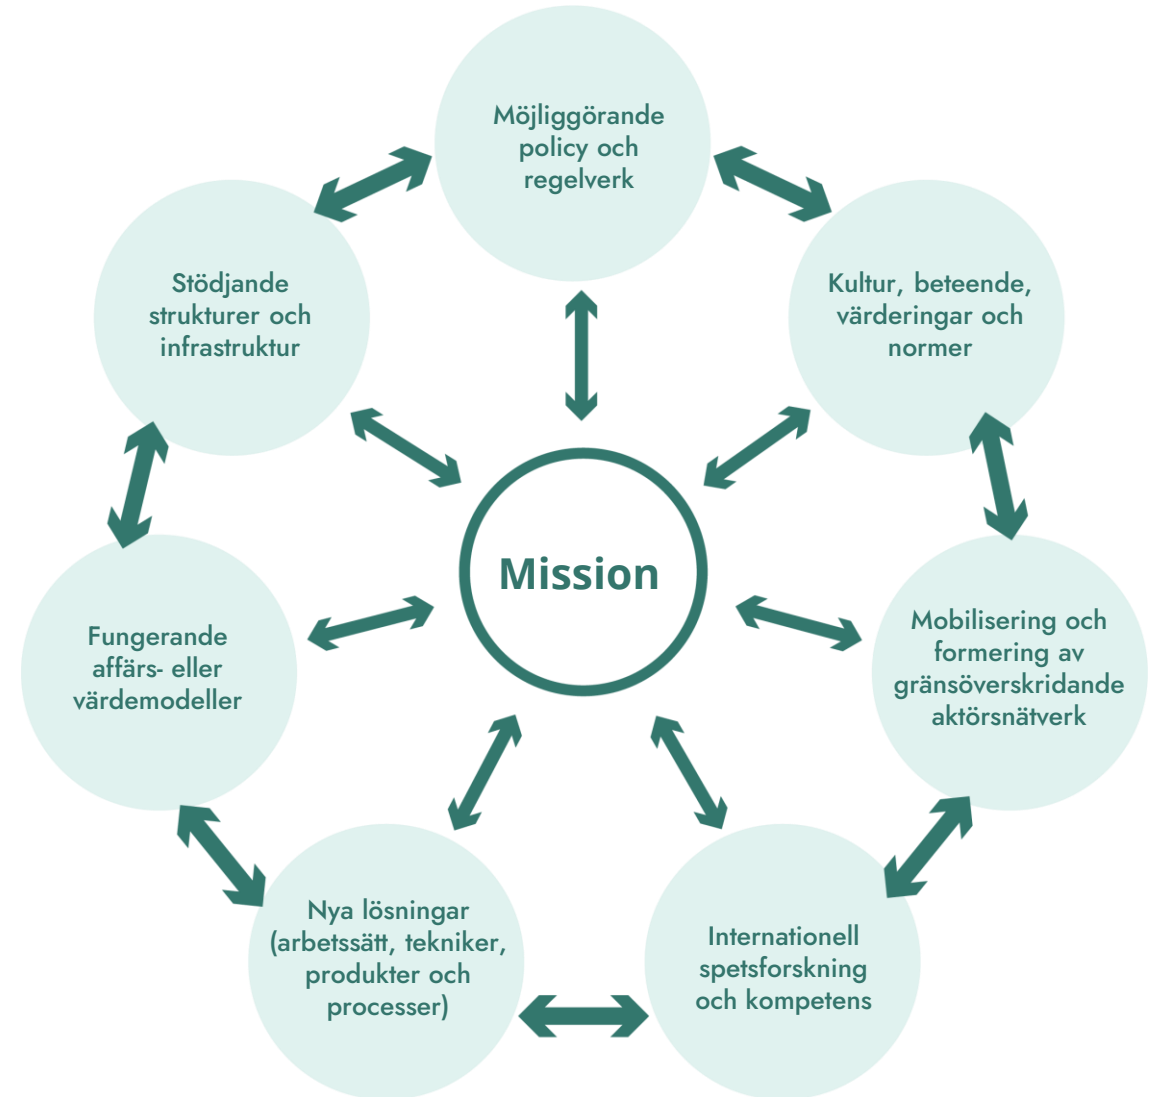 Möjliggörande
policy och
regelverk
Stödjande
strukturer och
infrastruktur
Kultur, beteende,
värderingar och
normer
Mission
Fungerande
affärs- eller
värdemodeller
Mobilisering och
formering av
gränsöverskridande
aktörsnätverk
Nya lösningar
(arbetssätt, tekniker,
produkter och
processer)
Internationell
spetsforskning
och kompetens